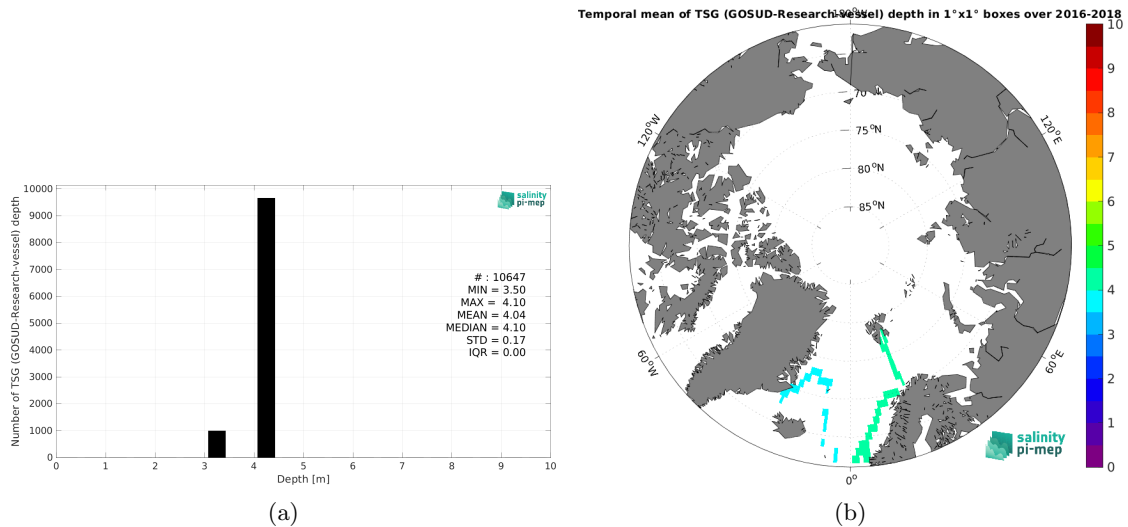 Temporal mean of TSG (GOSUD-Research-vessel) depth in 1°x1° boxes over 2016-2018
Number of TSG (GOSUD-Research-vessel) depth
10000
9000
8000
7000
6000
5000
4000
3000
2000
1000
0
0 1 2 3 4 5 6 7 8 9 10
Depth [m]
salinity
pi-mep
# : 10647
MIN = 3.50
MAX = 4.10
MEAN = 4.04
MEDIAN = 4.10
STD = 0.17
IQR = 0.00
(a)
180°W
120°W
120°E
70
75°N
80°N
85°N
60°W
60°E
0°
salinity
pi-mep
10
9
8
7
6
5
4
3
2
1
0
(b)